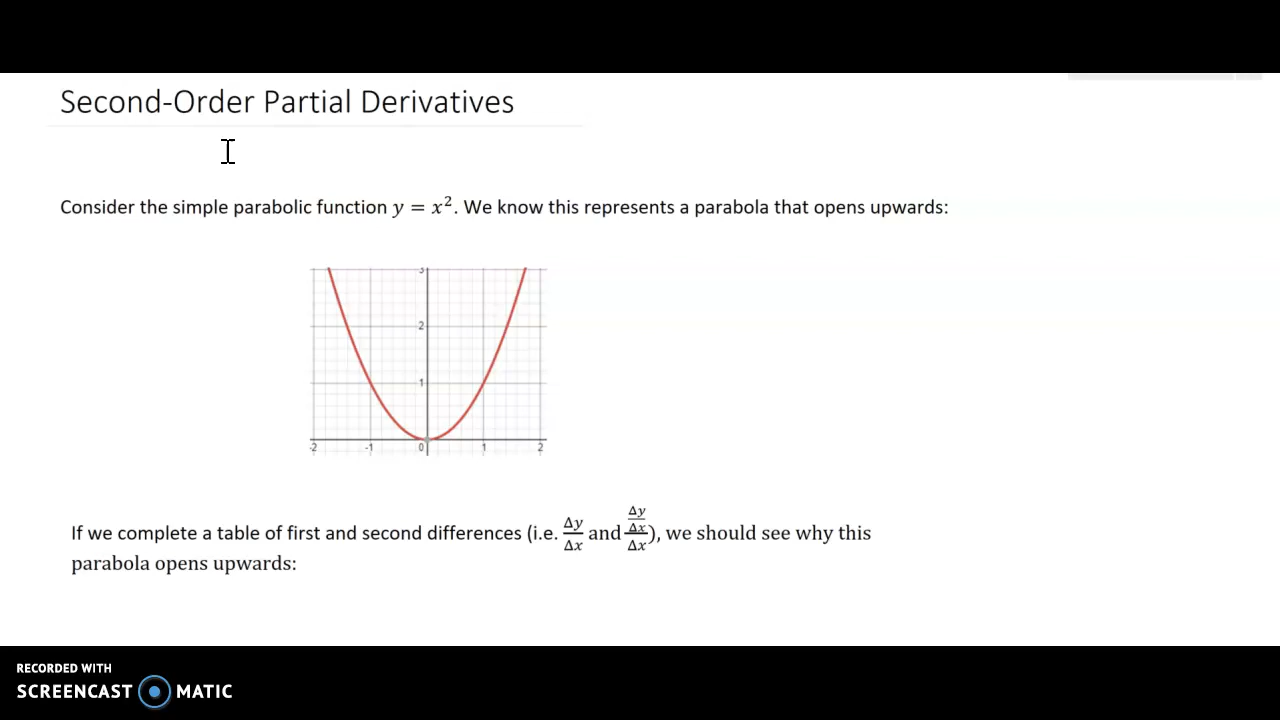 Second-Order Partial Derivatives
Consider the simple parabolic function y = x². We know this represents a parabola that opens upwards:
3
2
1
-2 -1 0 1 2
If we complete a table of first and second differences (i.e. Δy/Δx and (Δy/Δx)/Δx), we should see why this
parabola opens upwards:
RECORDED WITH
SCREENCAST MATIC